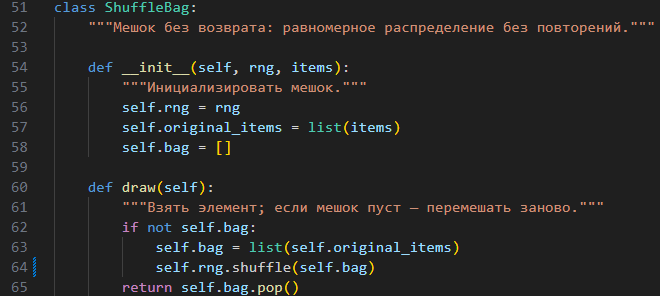 51 class ShuffleBag:
52     """Мешок без возврата: равномерное распределение без повторений."""
53
54     def __init__(self, rng, items):
55         """Инициализировать мешок."""
56         self.rng = rng
57         self.original_items = list(items)
58         self.bag = []
59
60     def draw(self):
61         """Взять элемент; если мешок пуст — перемешать заново."""
62         if not self.bag:
63             self.bag = list(self.original_items)
64             self.rng.shuffle(self.bag)
65         return self.bag.pop()